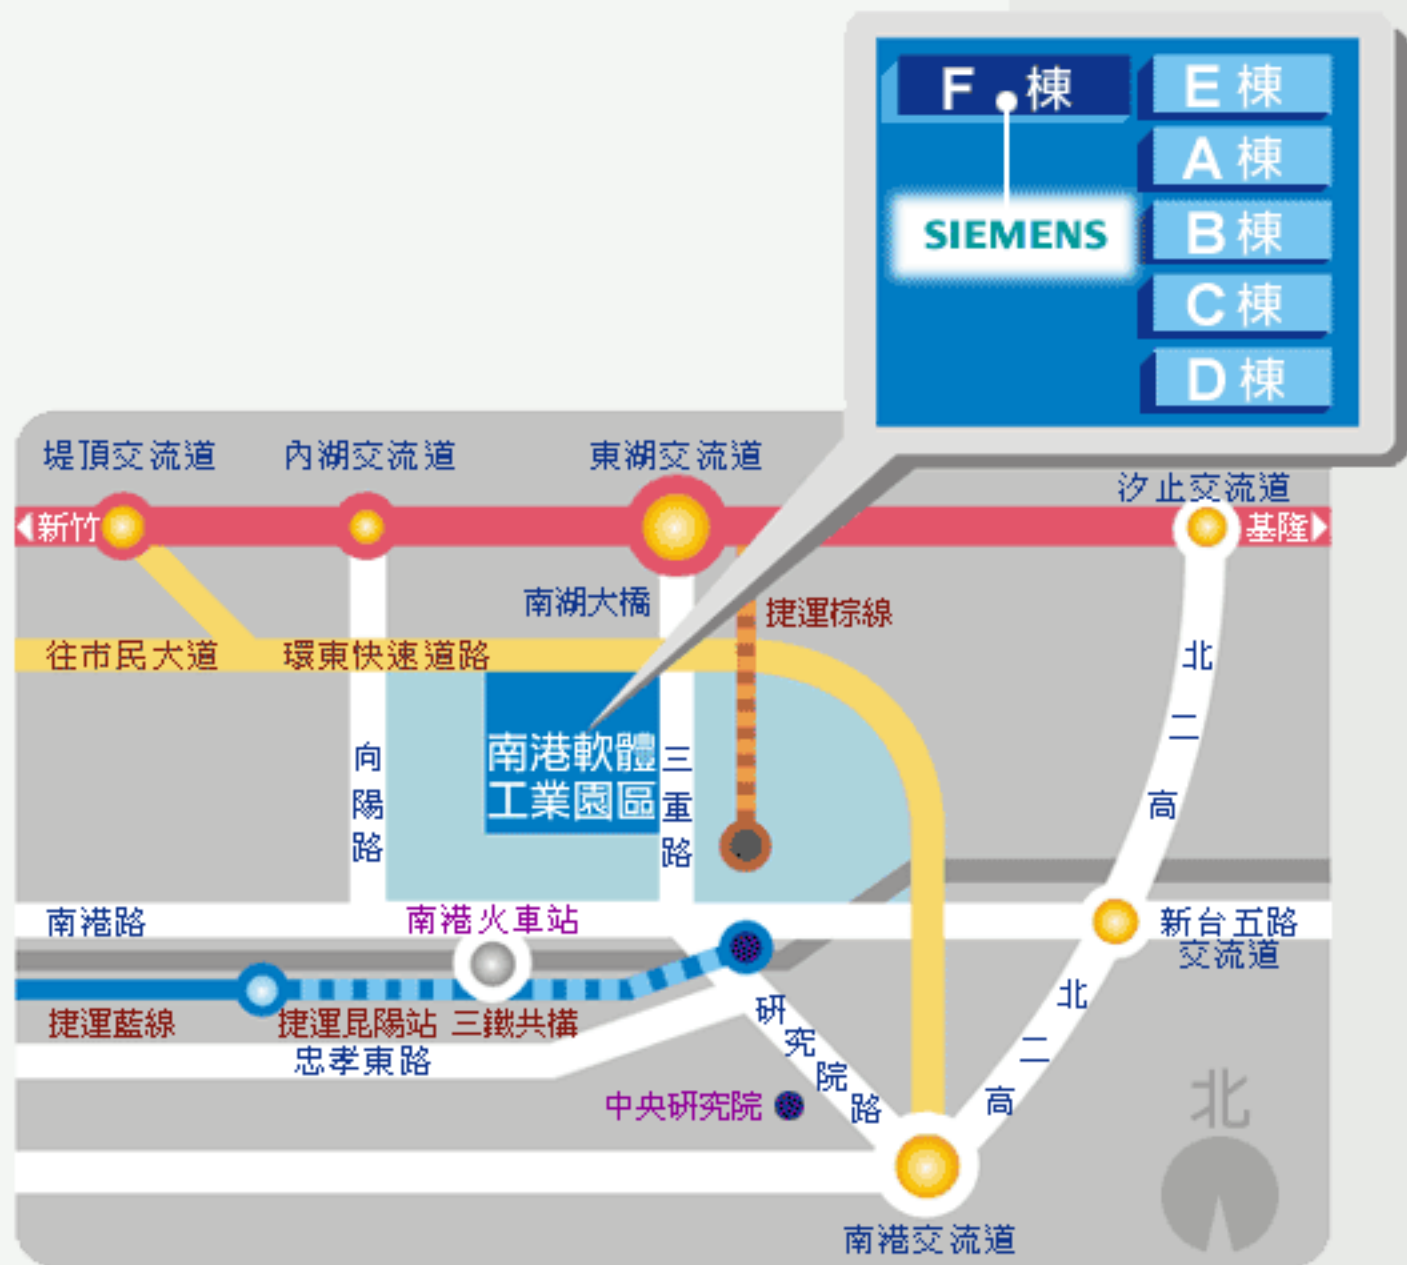 F 棟
E 棟
A 棟
SIEMENS
B 棟
C 棟
D 棟
堤頂交流道
內湖交流道
東湖交流道
汐止交流道
新竹
基隆
南湖大橋
捷運棕線
往市民大道
環東快速道路
北二高
南港軟體
工業園區
向陽路
三重路
南港路
南港火車站
新台五路
交流道
捷運藍線
捷運昆陽站
三鐵共構
忠孝東路
研究院路
北二高
中央研究院
北
南港交流道